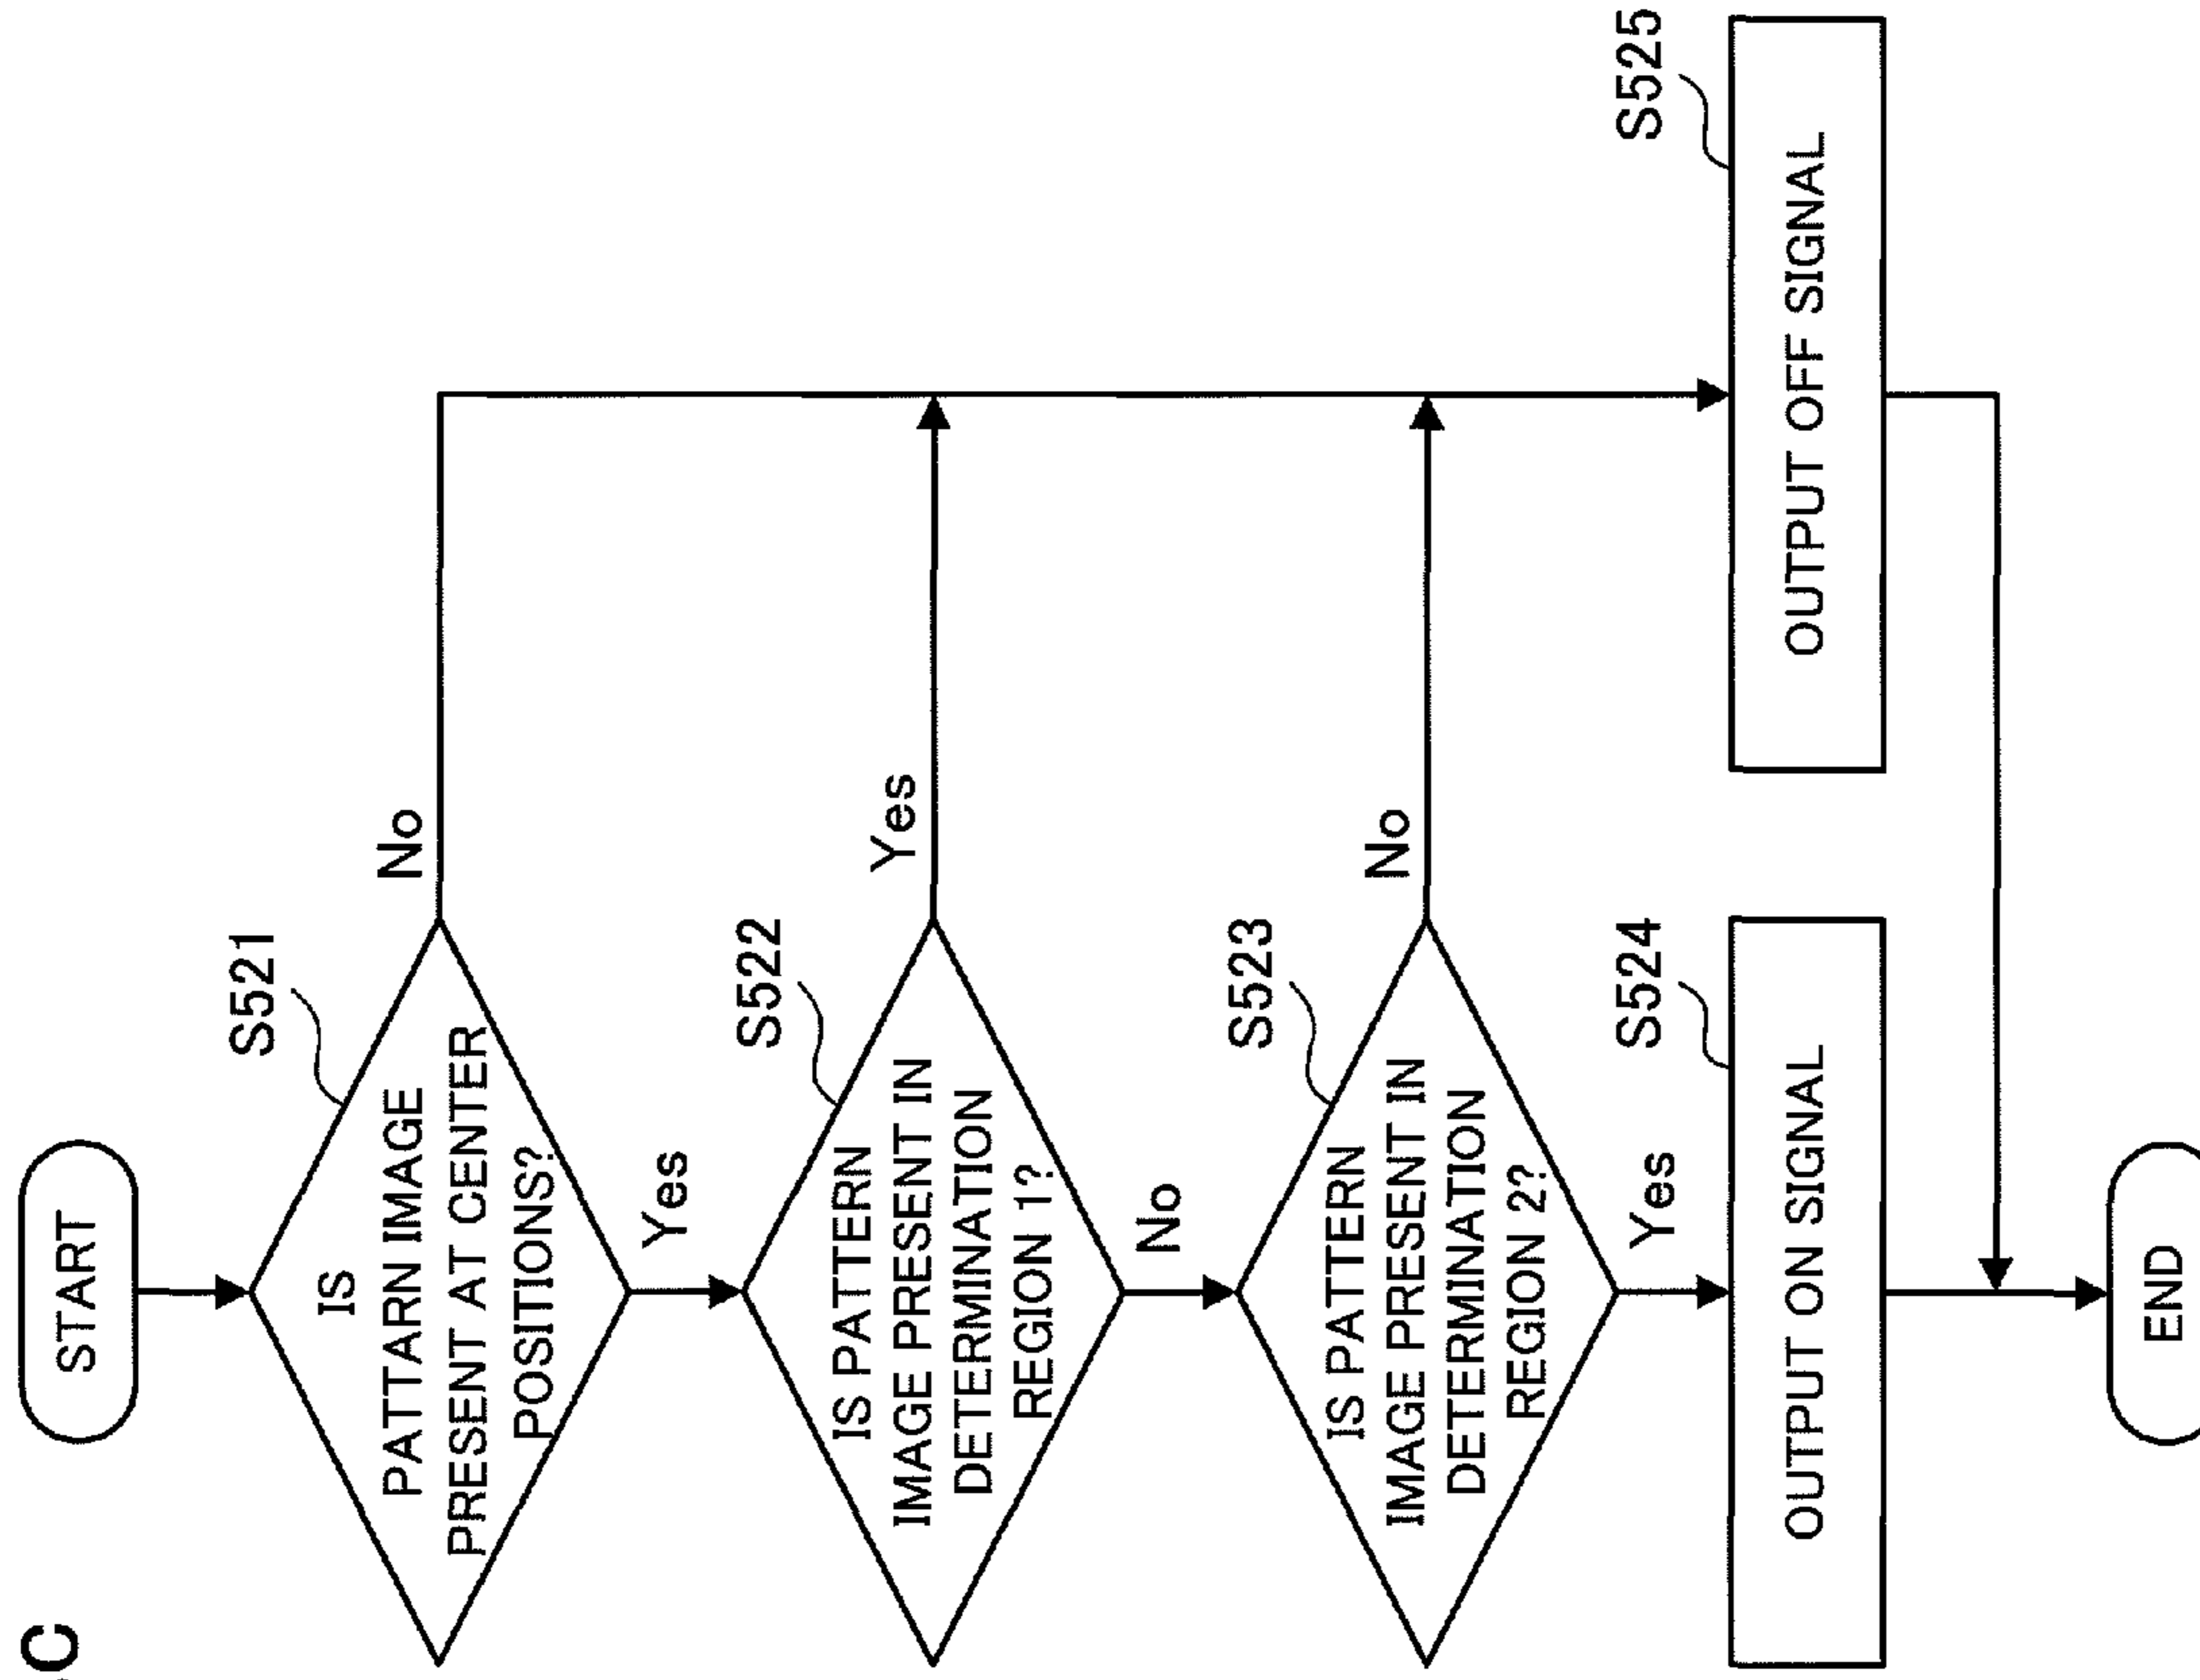 C
START
S521
IS
PATTARN IMAGE
PRESENT AT CENTER
POSITIONS?
No
Yes
S522
IS PATTERN
IMAGE PRESENT IN
DETERMINATION
REGION 1?
Yes
No
S523
IS PATTERN
IMAGE PRESENT IN
DETERMINATION
REGION 2?
No
Yes
S524
OUTPUT ON SIGNAL
S525
OUTPUT OFF SIGNAL
END